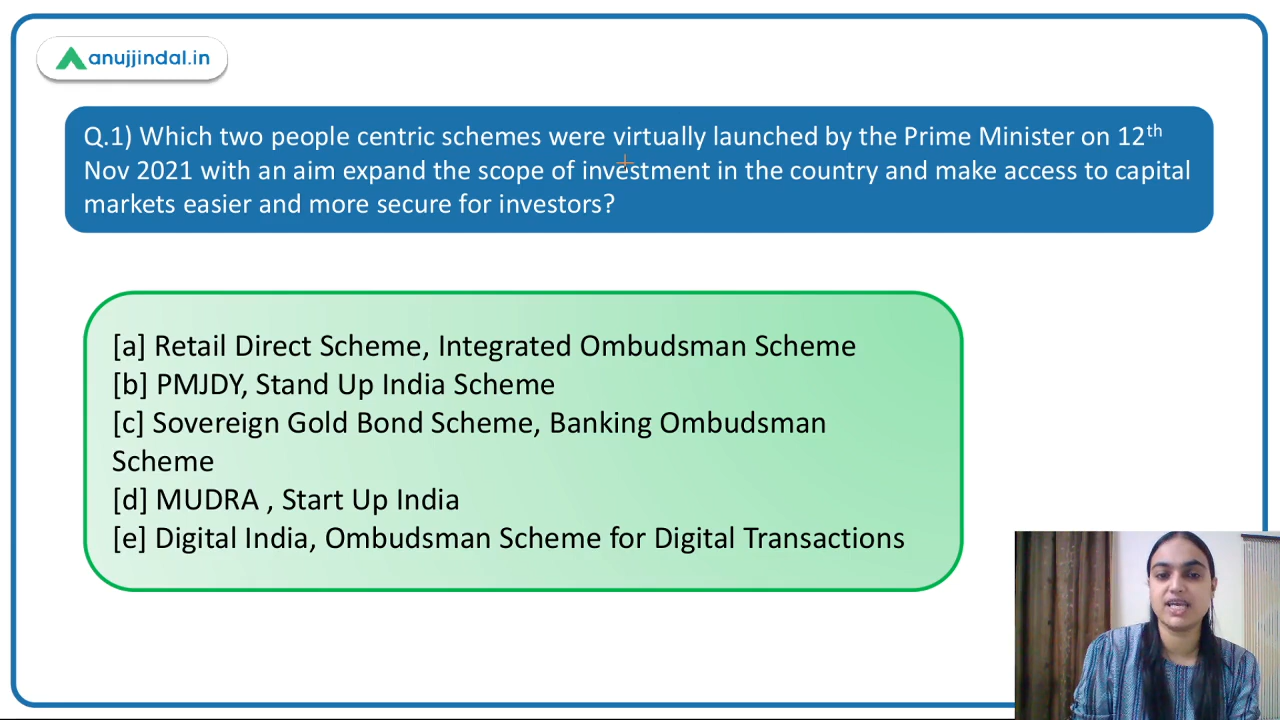 anujjindal.in
Q.1) Which two people centric schemes were virtually launched by the Prime Minister on 12th
Nov 2021 with an aim expand the scope of investment in the country and make access to capital
markets easier and more secure for investors?
[a] Retail Direct Scheme, Integrated Ombudsman Scheme
[b] PMJDY, Stand Up India Scheme
[c] Sovereign Gold Bond Scheme, Banking Ombudsman
Scheme
[d] MUDRA , Start Up India
[e] Digital India, Ombudsman Scheme for Digital Transactions